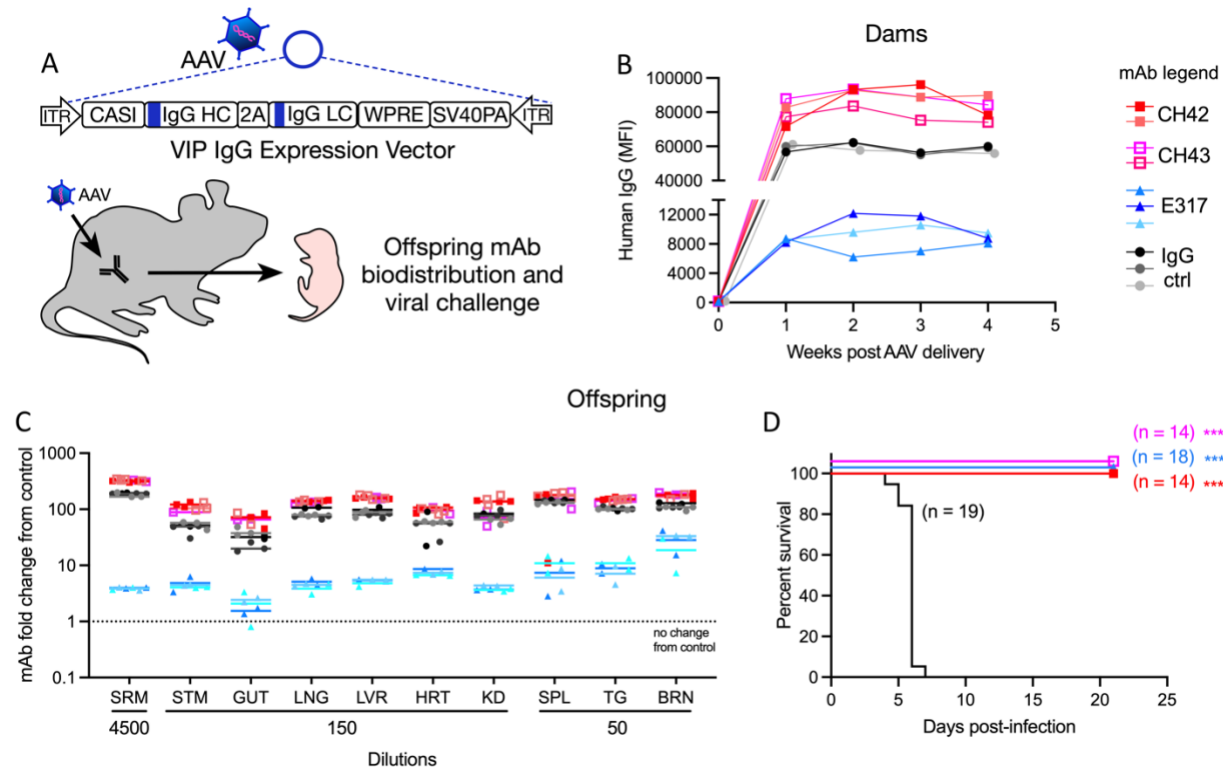 A
AAV
ITR CASI IgG HC 2A IgG LC WPRE SV40PA ITR
VIP IgG Expression Vector
AAV
Offspring mAb
biodistribution and
viral challenge
Dams
B
Human IgG (MFI)
100000
80000
60000
40000
12000
8000
4000
0
0 1 2 3 4 5
Weeks post AAV delivery
mAb legend
CH42
CH43
E317
IgG
ctrl
Offspring
C
mAb fold change from control
1000
100
10
1
0.1
no change
from control
SRM STM GUT LNG LVR HRT KD SPL TG BRN
4500 150 50
Dilutions
D
Percent survival
100
80
60
40
20
0
(n = 14) ***
(n = 18) ***
(n = 14) ***
(n = 19)
0 5 10 15 20 25
Days post-infection